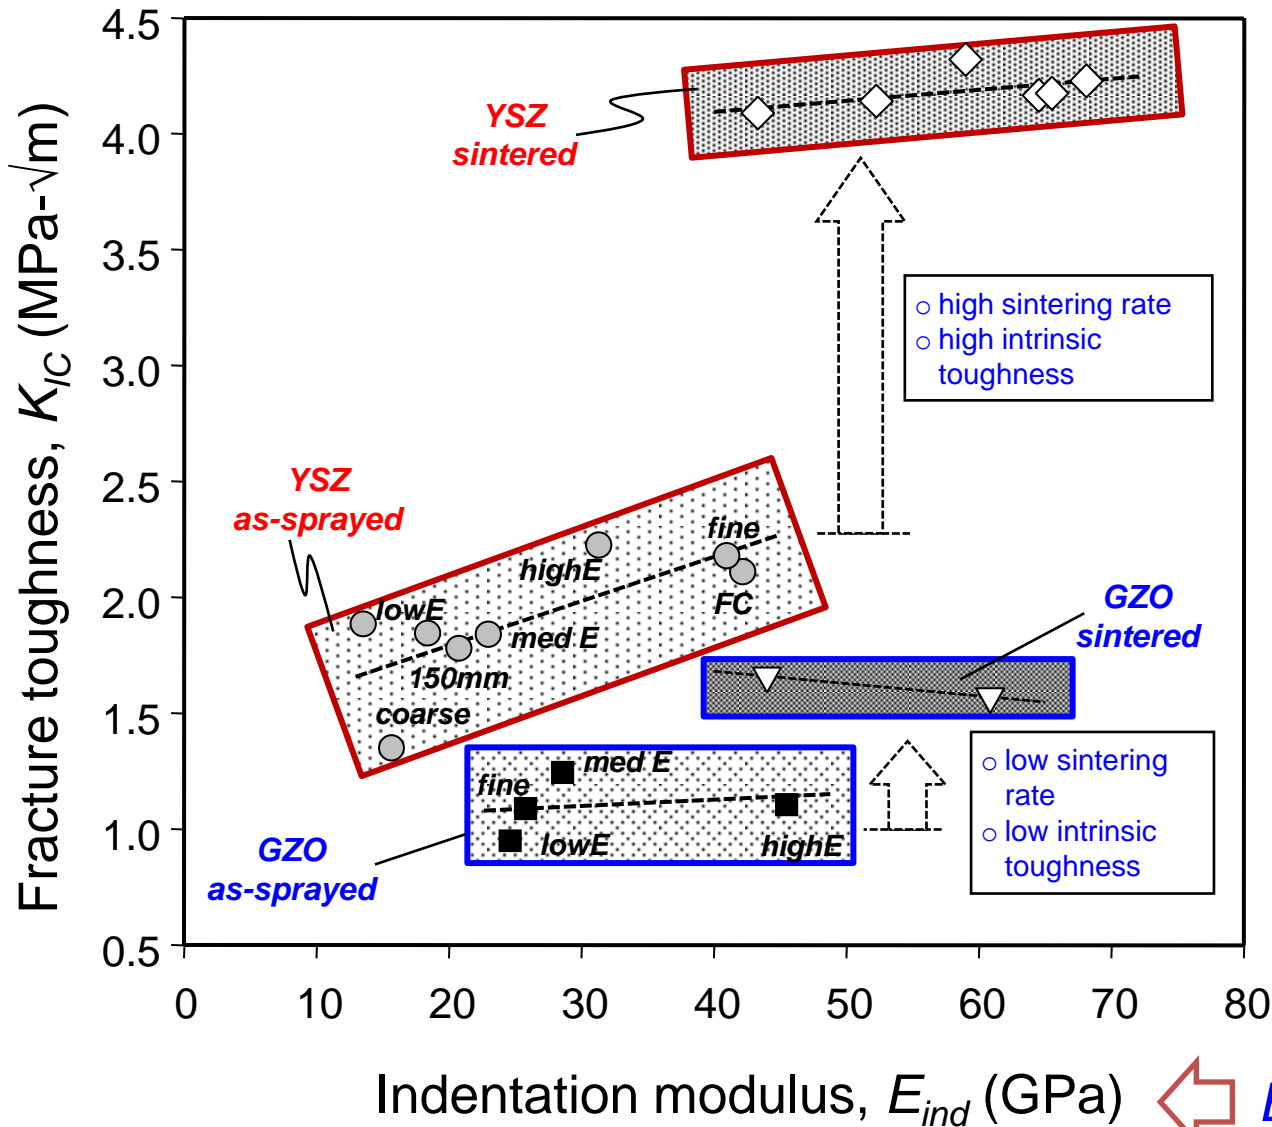 Fracture toughness, K_IC (MPa-√m)
4.5
4.0
3.5
3.0
2.5
2.0
1.5
1.0
0.5
YSZ
sintered
○ high sintering rate
○ high intrinsic
toughness
YSZ
as-sprayed
fine
highE
FC
lowE
med E
150mm
coarse
GZO
sintered
med E
fine
lowE
highE
GZO
as-sprayed
○ low sintering
rate
○ low intrinsic
toughness
0 10 20 30 40 50 60 70 80
Indentation modulus, E_ind (GPa)